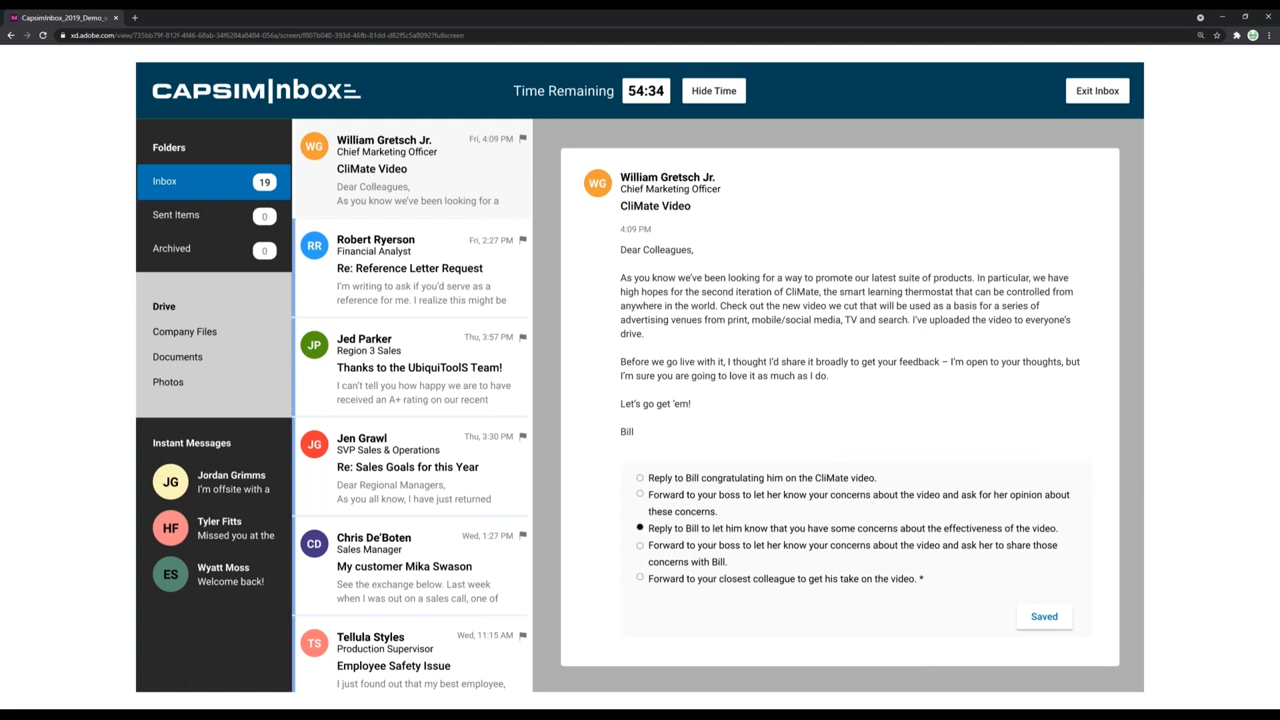 CapsimInbox_2019_Demo_v
xd.adobe.com/view/735bb79f-812f-4f46-68ab-34f6284a8484-056a/screen/f807b040-393d-46fb-81dd-d82f5c5a8092?fullscreen
CAPSIMInbox
Time Remaining 54:34 Hide Time
Exit Inbox
Folders
Inbox 19
Sent Items 0
Archived 0
Drive
Company Files
Documents
Photos
Instant Messages
JG Jordan Grimms
I'm offsite with a
HF Tyler Fitts
Missed you at the
ES Wyatt Moss
Welcome back!
WG William Gretsch Jr. Fri, 4:09 PM
Chief Marketing Officer
CliMate Video
Dear Colleagues,
As you know we've been looking for a
RR Robert Ryerson Fri, 2:27 PM
Financial Analyst
Re: Reference Letter Request
I'm writing to ask if you'd serve as a
reference for me. I realize this might be
JP Jed Parker Thu, 3:57 PM
Region 3 Sales
Thanks to the UbiquiToolS Team!
I can't tell you how happy we are to have
received an A+ rating on our recent
JG Jen Grawl Thu, 3:30 PM
SVP Sales & Operations
Re: Sales Goals for this Year
Dear Regional Managers,
As you all know, I have just returned
CD Chris De'Boten Wed, 1:27 PM
Sales Manager
My customer Mika Swason
See the exchange below. Last week
when I was out on a sales call, one of
TS Tellula Styles Wed, 11:15 AM
Production Supervisor
Employee Safety Issue
I just found out that my best employee,
WG William Gretsch Jr.
Chief Marketing Officer
CliMate Video
4:09 PM
Dear Colleagues,
As you know we've been looking for a way to promote our latest suite of products. In particular, we have
high hopes for the second iteration of CliMate, the smart learning thermostat that can be controlled from
anywhere in the world. Check out the new video we cut that will be used as a basis for a series of
advertising venues from print, mobile/social media, TV and search. I've uploaded the video to everyone's
drive.
Before we go live with it, I thought I'd share it broadly to get your feedback – I'm open to your thoughts, but
I'm sure you are going to love it as much as I do.
Let's go get 'em!
Bill
Reply to Bill congratulating him on the CliMate video.
Forward to your boss to let her know your concerns about the video and ask for her opinion about
these concerns.
Reply to Bill to let him know that you have some concerns about the effectiveness of the video.
Forward to your boss to let her know your concerns about the video and ask her to share those
concerns with Bill.
Forward to your closest colleague to get his take on the video. *
Saved